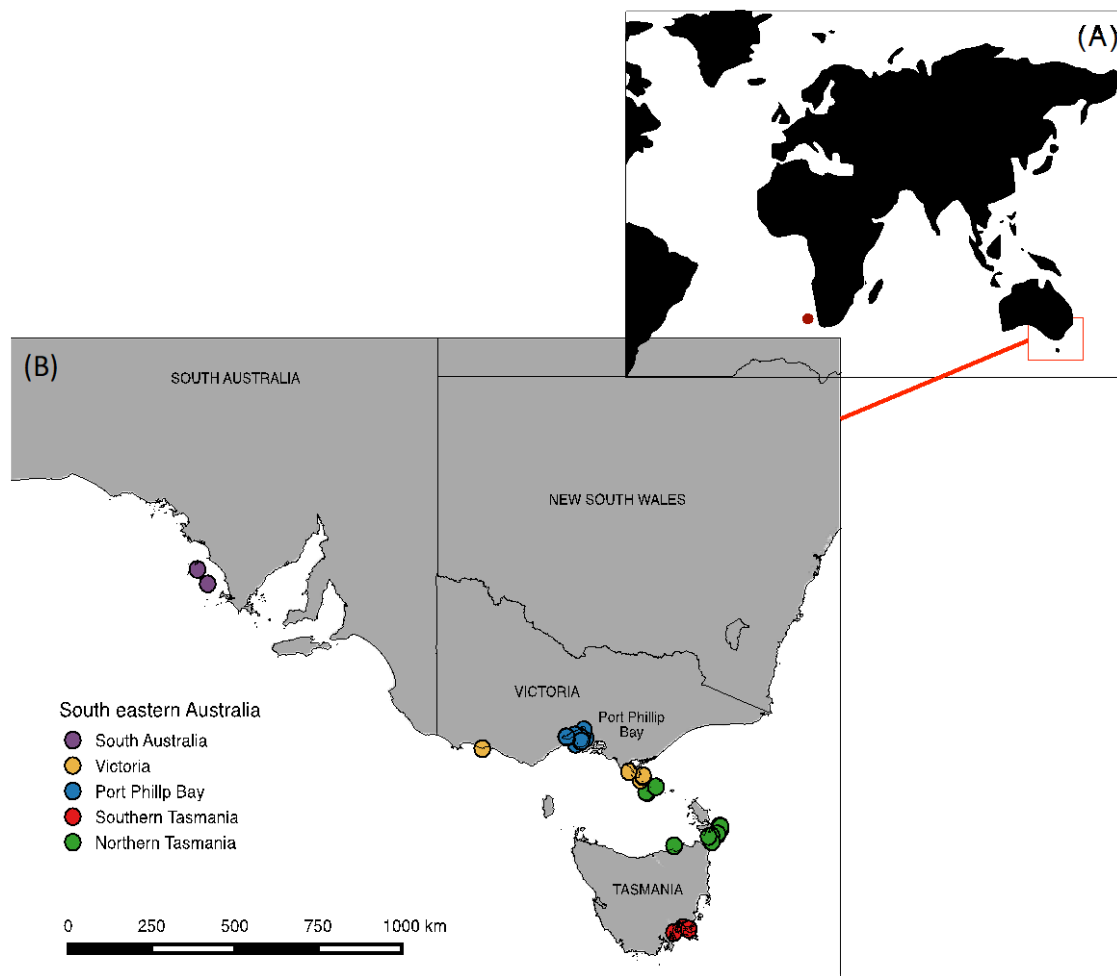 (A)
(B)
SOUTH AUSTRALIA
NEW SOUTH WALES
VICTORIA
Port Phillip
Bay
South eastern Australia
South Australia
Victoria
Port Phillp Bay
Southern Tasmania
Northern Tasmania
TASMANIA
0 250 500 750 1000 km